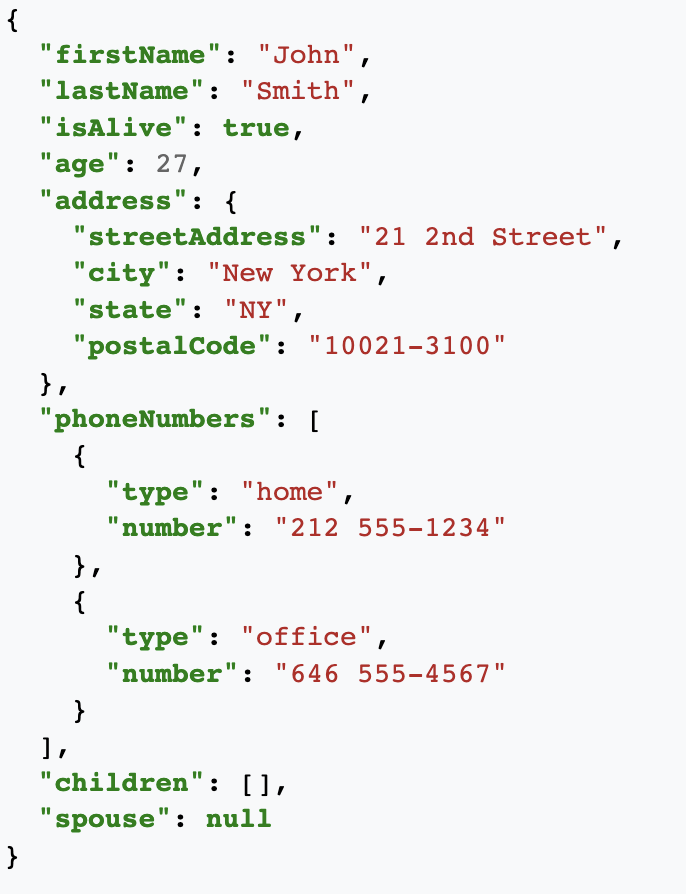 {
  "firstName": "John",
  "lastName": "Smith",
  "isAlive": true,
  "age": 27,
  "address": {
    "streetAddress": "21 2nd Street",
    "city": "New York",
    "state": "NY",
    "postalCode": "10021-3100"
  },
  "phoneNumbers": [
    {
      "type": "home",
      "number": "212 555-1234"
    },
    {
      "type": "office",
      "number": "646 555-4567"
    }
  ],
  "children": [],
  "spouse": null
}